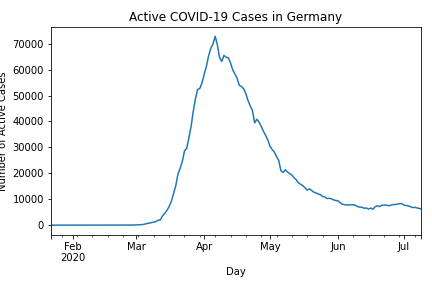 Active COVID-19 Cases in Germany
Number of Active Cases
70000
60000
50000
40000
30000
20000
10000
0
Feb Mar Apr May Jun Jul
2020
Day